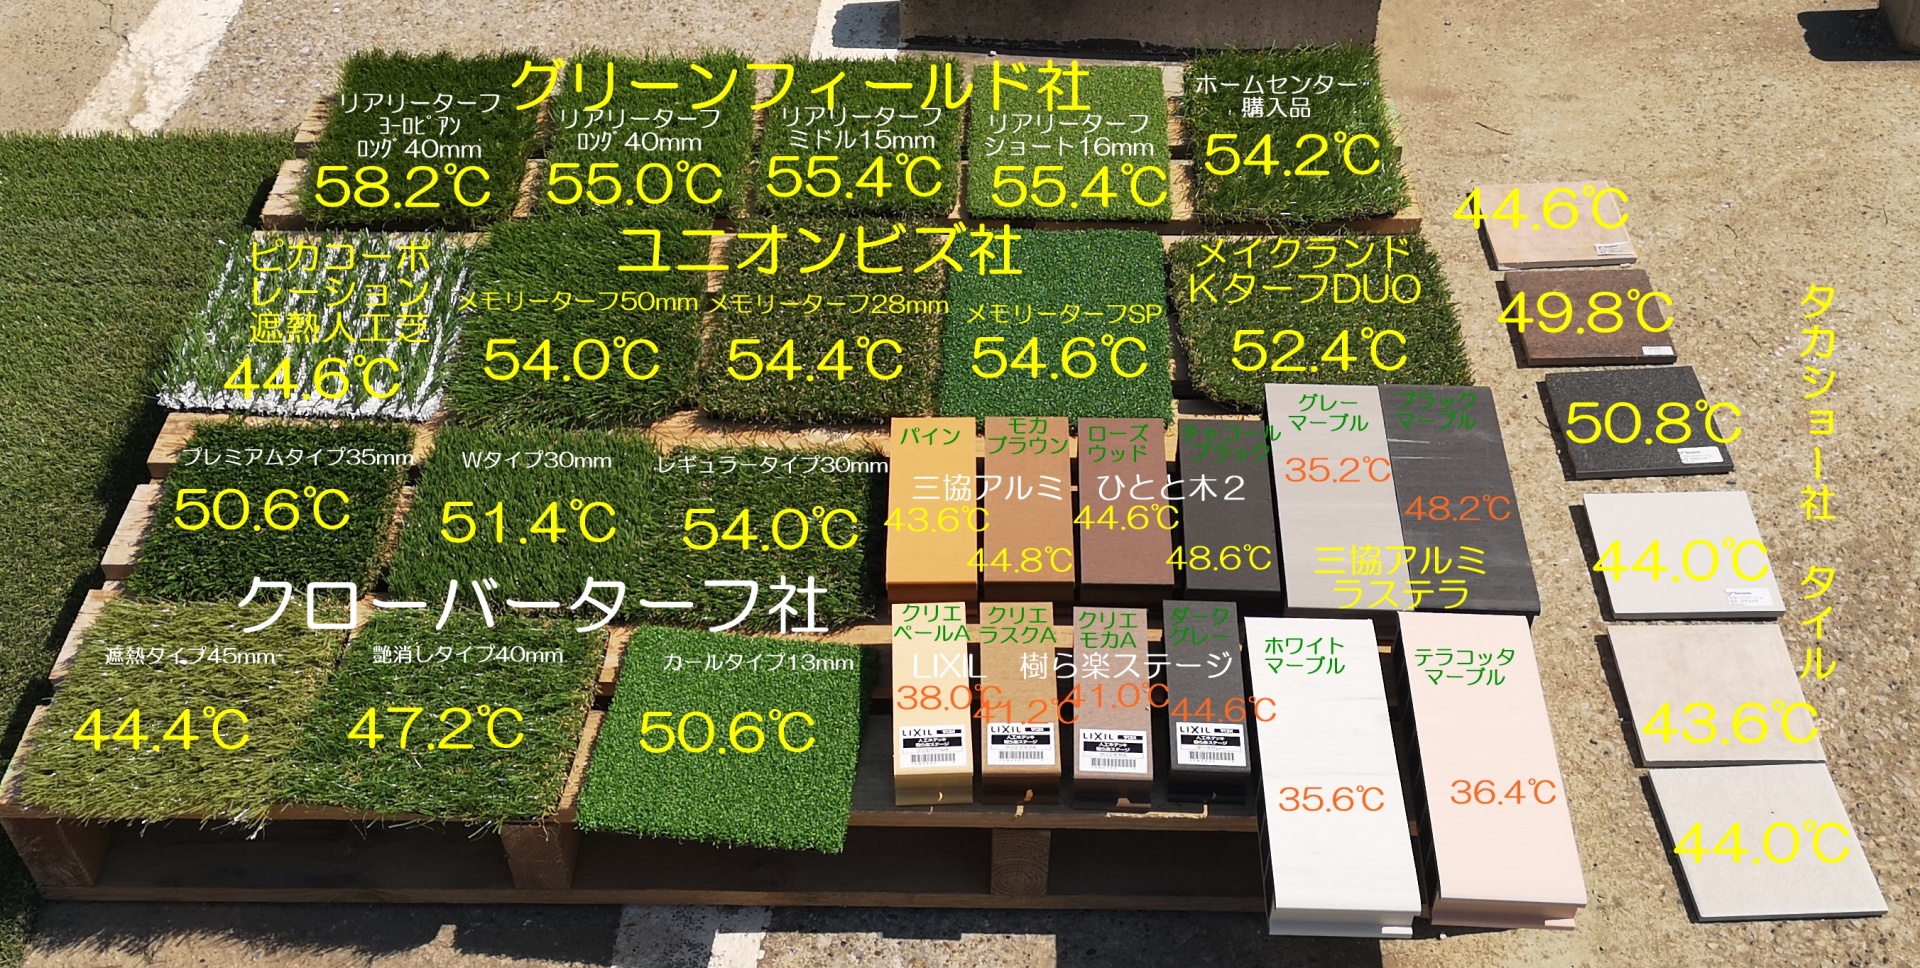 グリーンフィールド社
リアリーターフ
ﾖｰﾛﾋﾟｱﾝ
ﾛﾝｸﾞ40mm
58.2℃
リアリーターフ
ﾛﾝｸﾞ40mm
55.0℃
リアリーターフ
ミドル15mm
55.4℃
リアリーターフ
ショート16mm
55.4℃
ホームセンター
購入品
54.2℃
ピカコーポ
レーション
遮熱人工芝
44.6℃
ユニオンビズ社
メモリーターフ50mm
54.0℃
メモリーターフ28mm
54.4℃
メモリーターフSP
54.6℃
メイクランド
KターフDUO
52.4℃
プレミアムタイプ35mm
50.6℃
Wタイプ30mm
51.4℃
レギュラータイプ30mm
54.0℃
クローバーターフ社
遮熱タイプ45mm
44.4℃
艶消しタイプ40mm
47.2℃
カールタイプ13mm
50.6℃
パイン
モカ
ブラウン
ローズ
ウッド
チャコール
ブラック
三協アルミ ひとと木2
43.6℃
44.8℃
44.6℃
48.6℃
グレー
マーブル
35.2℃
ブラック
マーブル
48.2℃
三協アルミ
ラステラ
クリエ
ペールA
クリエ
ラスクA
クリエ
モカA
ダーク
グレー
LIXIL 樹ら楽ステージ
38.0℃
41.2℃
41.0℃
44.6℃
LIXIL
LIXIL
LIXIL
LIXIL
ホワイト
マーブル
35.6℃
テラコッタ
マーブル
36.4℃
タカショー社 タイル
44.6℃
49.8℃
50.8℃
44.0℃
43.6℃
44.0℃